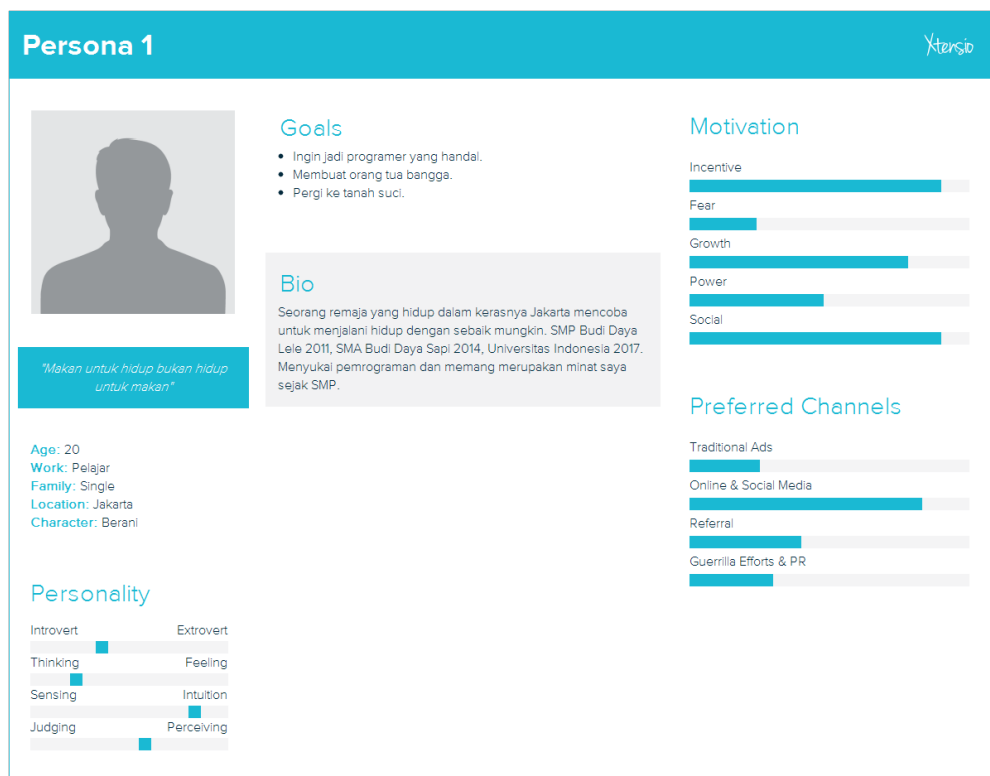 Persona 1
Xtensio
"Makan untuk hidup bukan hidup
untuk makan"
Age: 20
Work: Pelajar
Family: Single
Location: Jakarta
Character: Berani
Personality
Introvert Extrovert
Thinking Feeling
Sensing Intuition
Judging Perceiving
Goals
• Ingin jadi programer yang handal.
• Membuat orang tua bangga.
• Pergi ke tanah suci.
Bio
Seorang remaja yang hidup dalam kerasnya Jakarta mencoba
untuk menjalani hidup dengan sebaik mungkin. SMP Budi Daya
Lele 2011, SMA Budi Daya Sapi 2014, Universitas Indonesia 2017.
Menyukai pemrograman dan memang merupakan minat saya
sejak SMP.
Motivation
Incentive
Fear
Growth
Power
Social
Preferred Channels
Traditional Ads
Online & Social Media
Referral
Guerrilla Efforts & PR